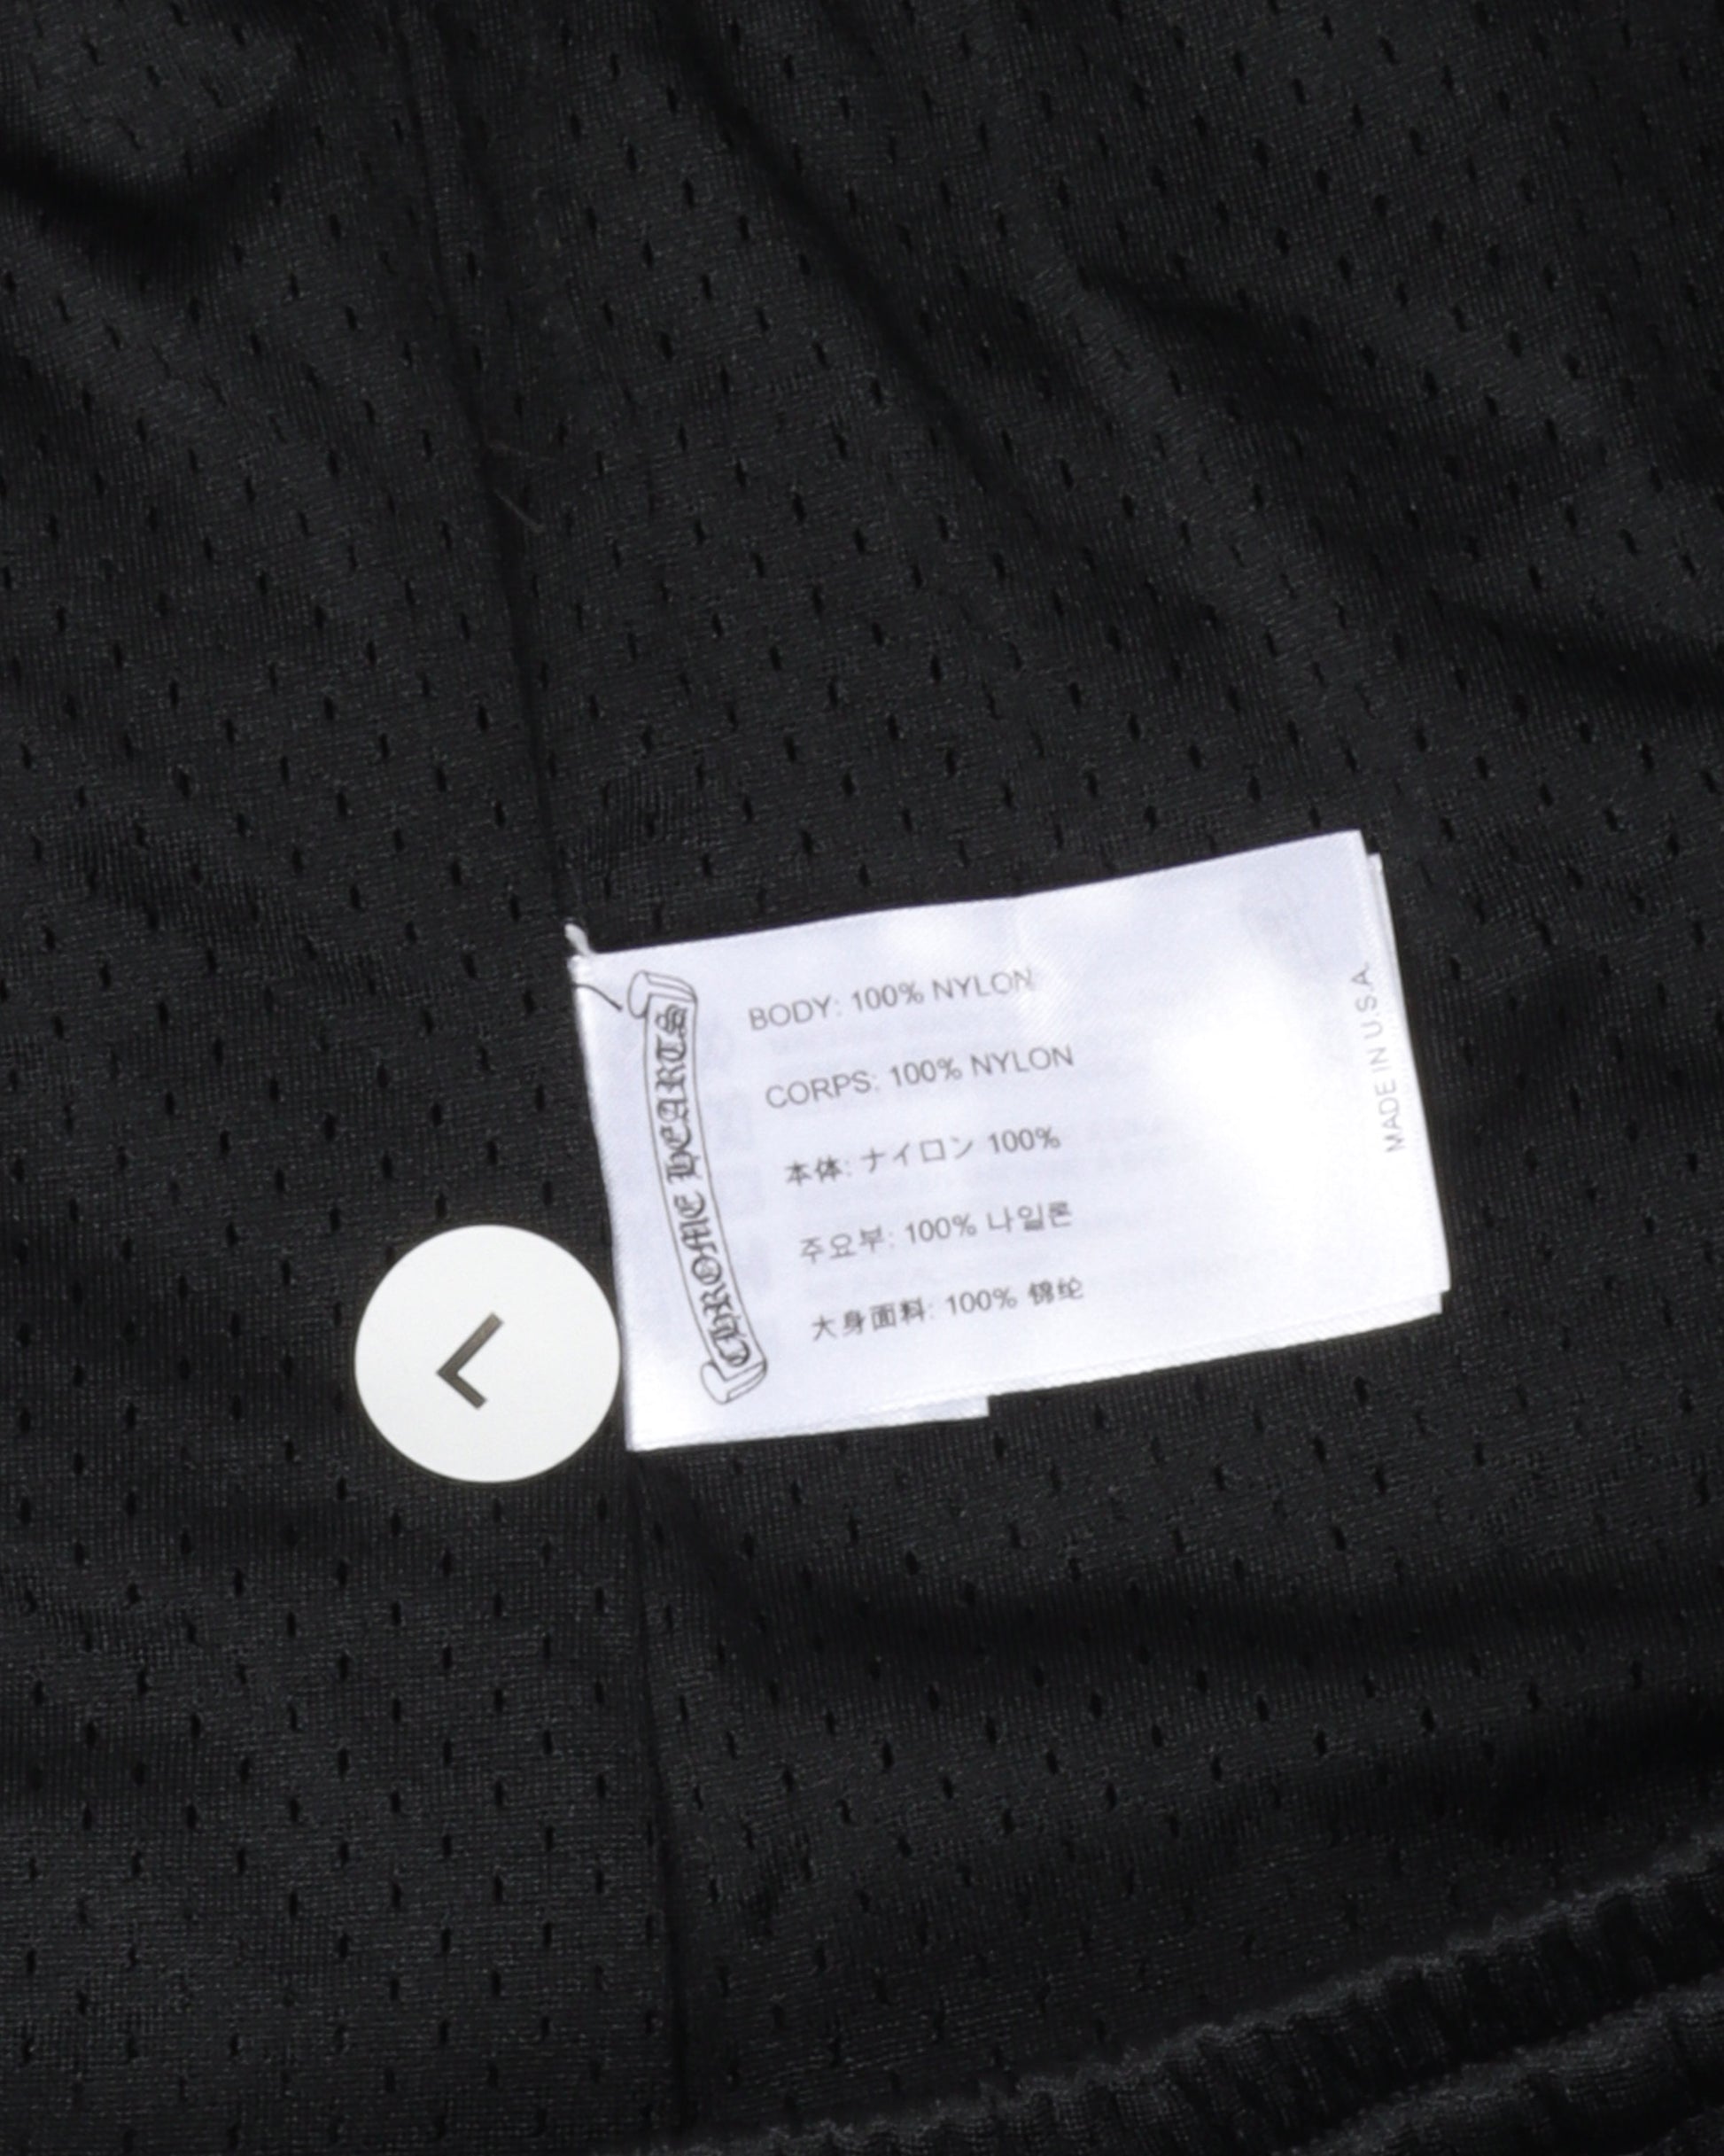 CHROME HEARTS
BODY: 100% NYLON
CORPS: 100% NYLON
本体: ナイロン 100%
주요부: 100% 나일론
大身面料: 100% 锦纶
MADE IN U.S.A.